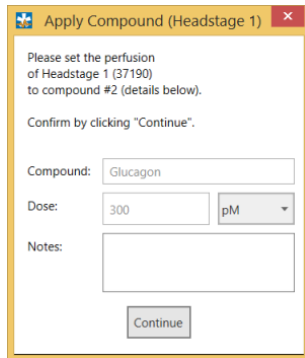 Apply Compound (Headstage 1)
Please set the perfusion
of Headstage 1 (37190)
to compound #2 (details below).
Confirm by clicking "Continue".
Compound: Glucagon
Dose: 300 pM
Notes:
Continue